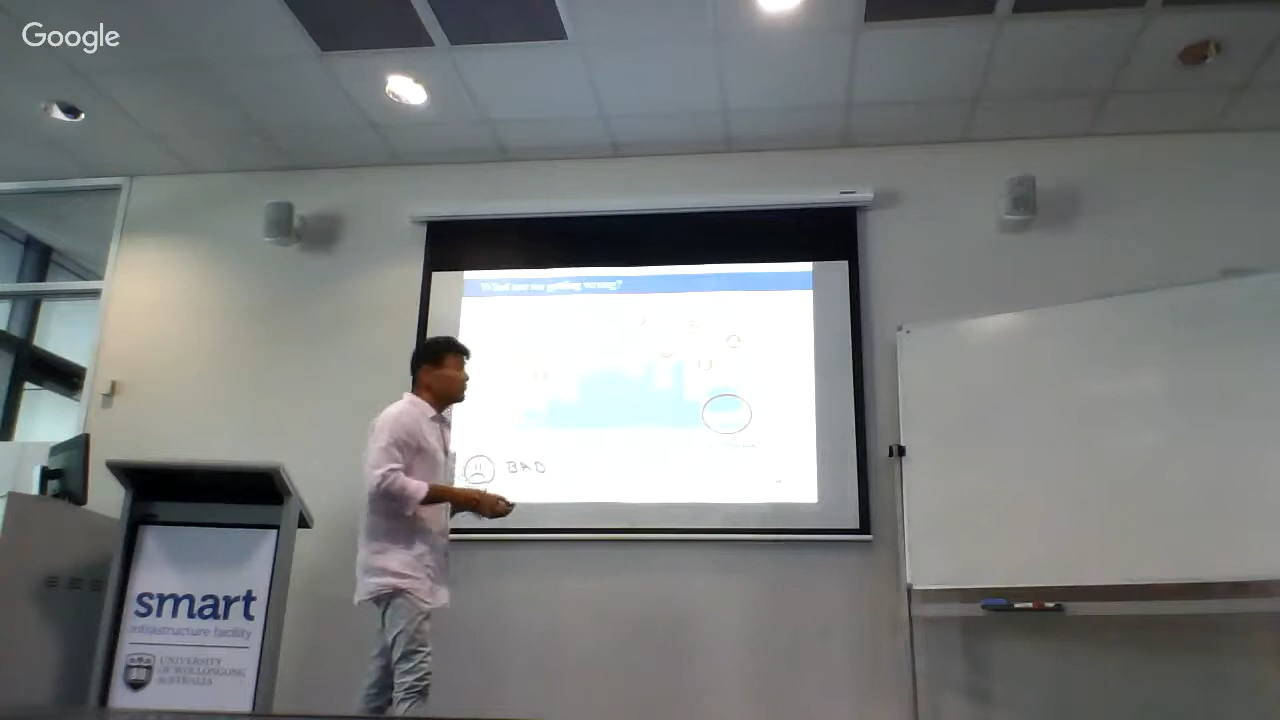 Google
What are we getting wrong?
BAD
smart
infrastructure facility
UNIVERSITY
OF WOLLONGONG
AUSTRALIA